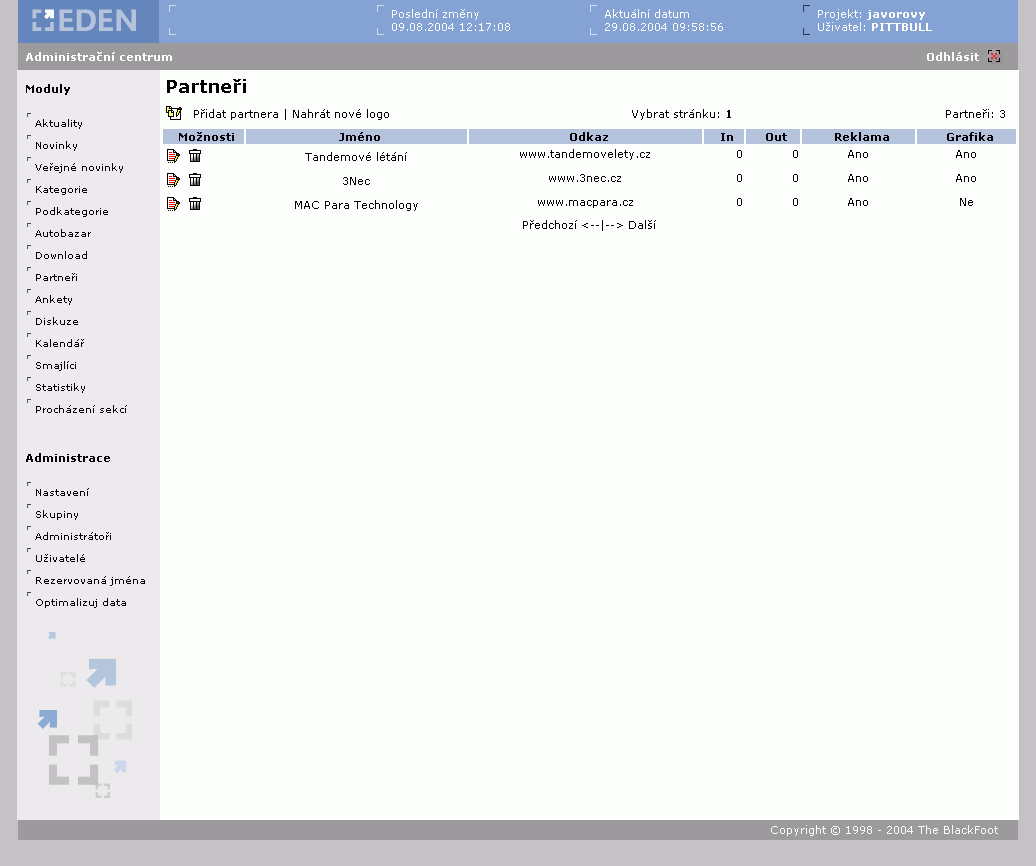 EDEN
Poslední změny
09.08.2004 12:17:08
Aktuální datum
29.08.2004 09:58:56
Projekt: javorovy
Uživatel: PITTBULL
Administrační centrum
Odhlásit
Moduly
Aktuality
Novinky
Veřejné novinky
Kategorie
Podkategorie
Autobazar
Download
Partneři
Ankety
Diskuze
Kalendář
Smajlíci
Statistiky
Procházení sekcí
Administrace
Nastavení
Skupiny
Administrátoři
Uživatelé
Rezervovaná jména
Optimalizuj data
Partneři
Přidat partnera | Nahrát nové logo Vybrat stránku: 1 Partneři: 3
Možnosti Jméno Odkaz In Out Reklama Grafika
Tandemové létání www.tandemovelety.cz 0 0 Ano Ano
3Nec www.3nec.cz 0 0 Ano Ano
MAC Para Technology www.macpara.cz 0 0 Ano Ne
Předchozí <--|--> Další
Copyright © 1998 - 2004 The BlackFoot